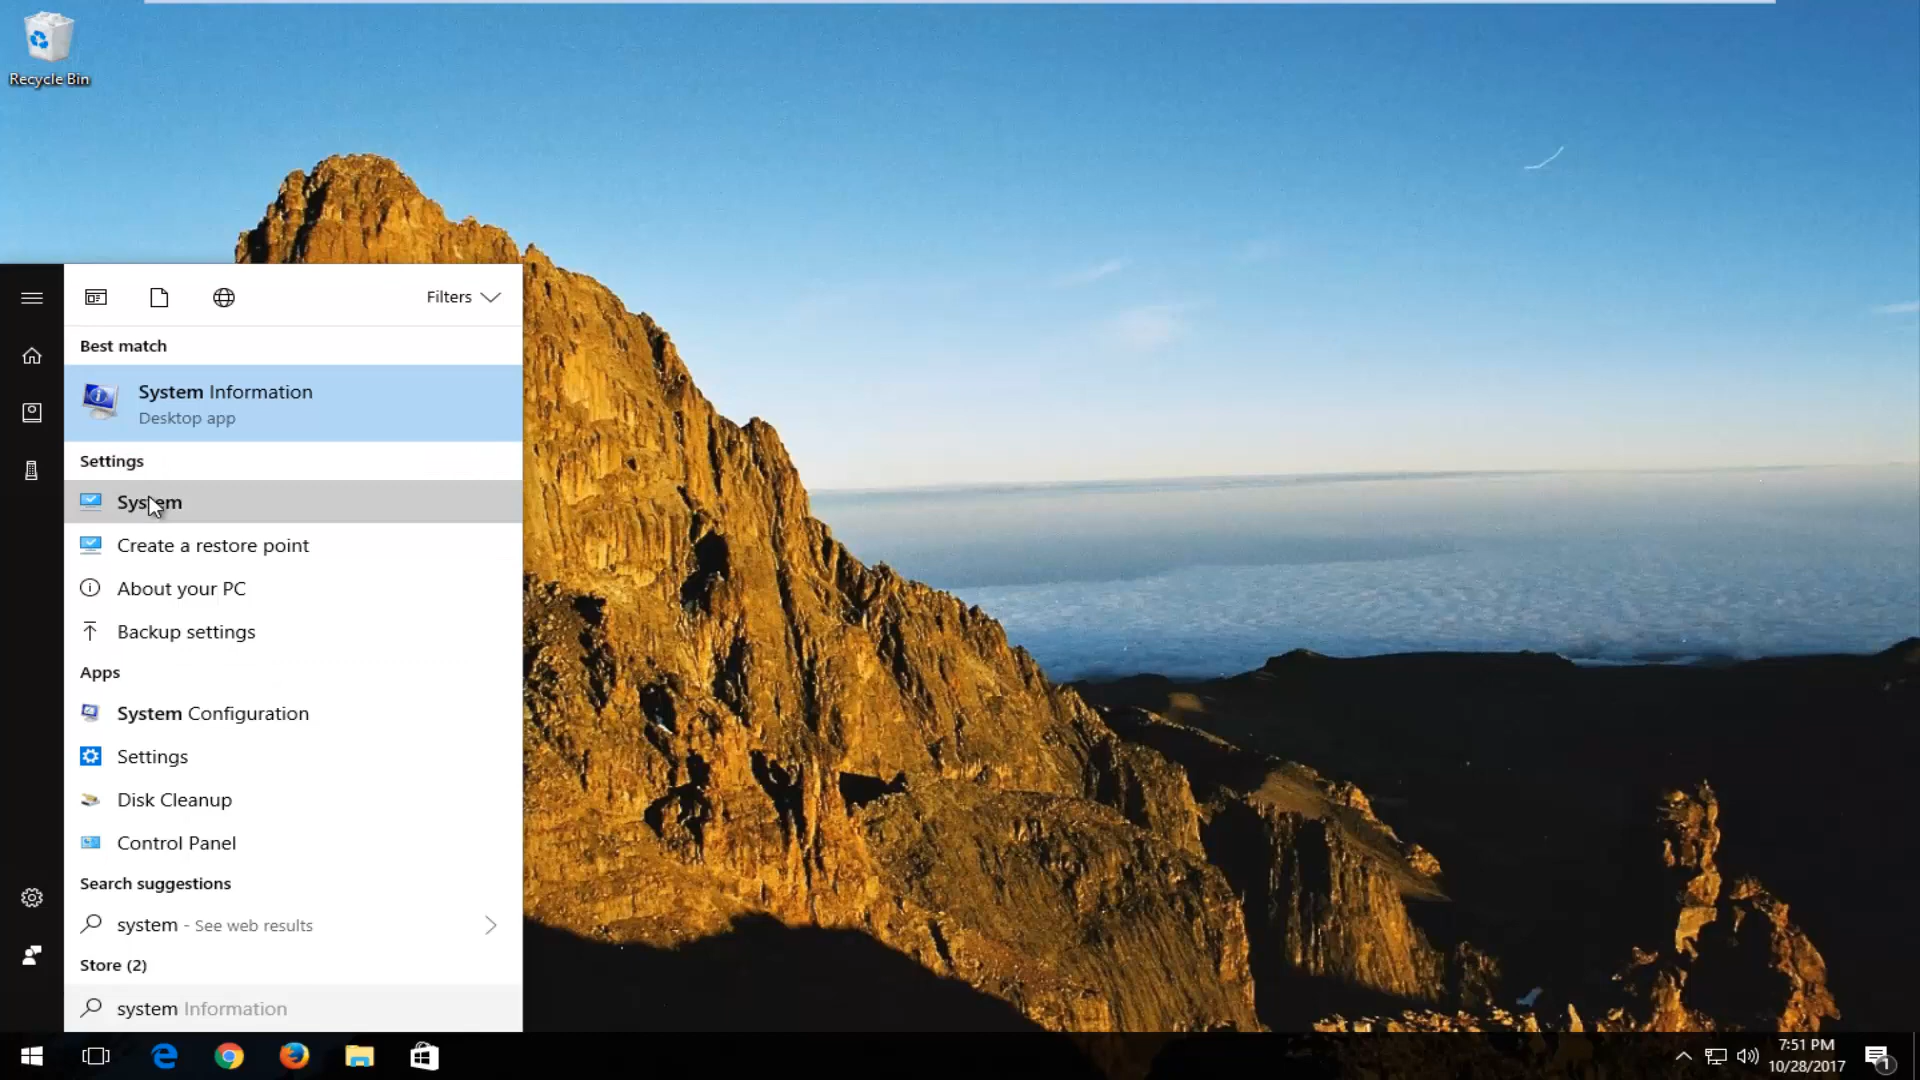 Recycle Bin
Filters
Best match
System Information
Desktop app
Settings
System
Create a restore point
About your PC
Backup settings
Apps
System Configuration
Settings
Disk Cleanup
Control Panel
Search suggestions
system - See web results
Store (2)
system Information
7:51 PM
10/28/2017
1